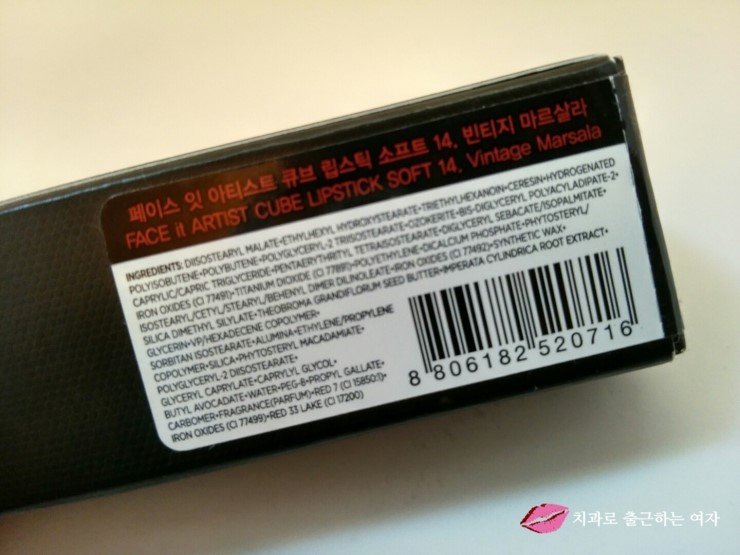 페이스 잇 아티스트 큐브 립스틱 소프트 14. 빈티지 마르살라
FACE it ARTIST CUBE LIPSTICK SOFT 14. Vintage Marsala
INGREDIENTS: DIISOSTEARYL MALATE•ETHYLHEXYL HYDROXYSTEARATE•TRIETHYLHEXANOIN•CERESIN•HYDROGENATED
POLYISOBUTENE•POLYBUTENE•POLYGLYCERYL-2 TRIISOSTEARATE•OZOKERITE•BIS-DIGLYCERYL POLYACYLADIPATE-2•
CAPRYLIC/CAPRIC TRIGLYCERIDE•PENTAERYTHRITYL TETRAISOSTEARATE•DIGLYCERYL SEBACATE/ISOPALMITATE•
IRON OXIDES (CI 77491)•TITANIUM DIOXIDE (CI 77891)•POLYETHYLENE•DICALCIUM PHOSPHATE•PHYTOSTERYL/
ISOSTEARYL/CETYL/STEARYL/BEHENYL DIMER DILINOLEATE•IRON OXIDES (CI 77492)•SYNTHETIC WAX•
SILICA DIMETHYL SILYLATE•THEOBROMA GRANDIFLORUM SEED BUTTER•IMPERATA CYLINDRICA ROOT EXTRACT•
GLYCERIN•VP/HEXADECENE COPOLYMER•
SORBITAN ISOSTEARATE•ALUMINA•ETHYLENE/PROPYLENE
COPOLYMER•SILICA•PHYTOSTERYL MACADAMIATE•
POLYGLYCERYL-2 DIISOSTEARATE•
GLYCERYL CAPRYLATE•CAPRYLYL GLYCOL•
BUTYL AVOCADATE•WATER•PEG-8•PROPYL GALLATE•
CARBOMER•FRAGRANCE(PARFUM)•RED 7 (CI 15850:1)•
IRON OXIDES (CI 77499)•RED 33 LAKE (CI 17200)
8 806182 520716
치과로 출근하는 여자